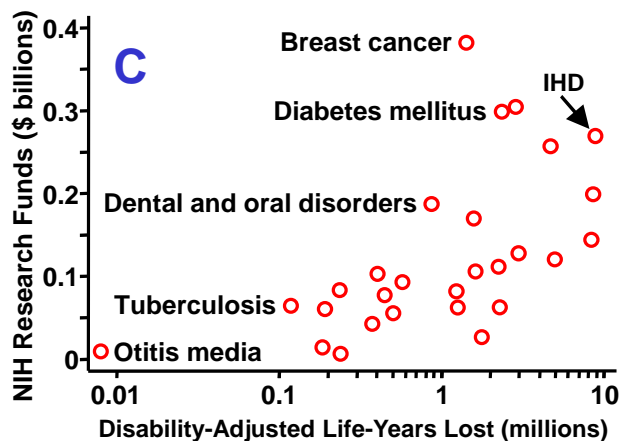 C
NIH Research Funds ($ billions)
0.4
0.3
0.2
0.1
0
Breast cancer
IHD
Diabetes mellitus
Dental and oral disorders
Tuberculosis
Otitis media
0.01
0.1
1
10
Disability-Adjusted Life-Years Lost (millions)